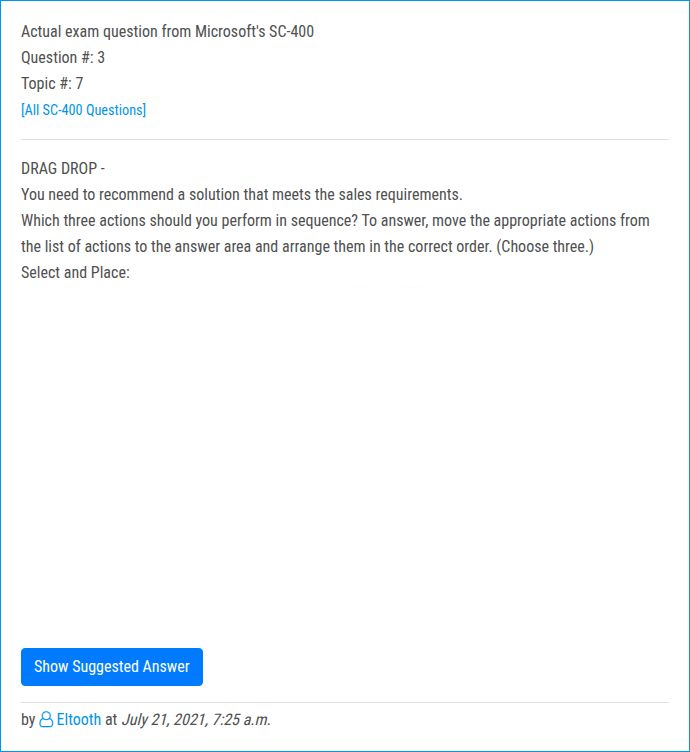 Actual exam question from Microsoft's SC-400
Question #: 3
Topic #: 7
[All SC-400 Questions]
DRAG DROP -
You need to recommend a solution that meets the sales requirements.
Which three actions should you perform in sequence? To answer, move the appropriate actions from
the list of actions to the answer area and arrange them in the correct order. (Choose three.)
Select and Place:
Show Suggested Answer
by Eltooth at July 21, 2021, 7:25 a.m.